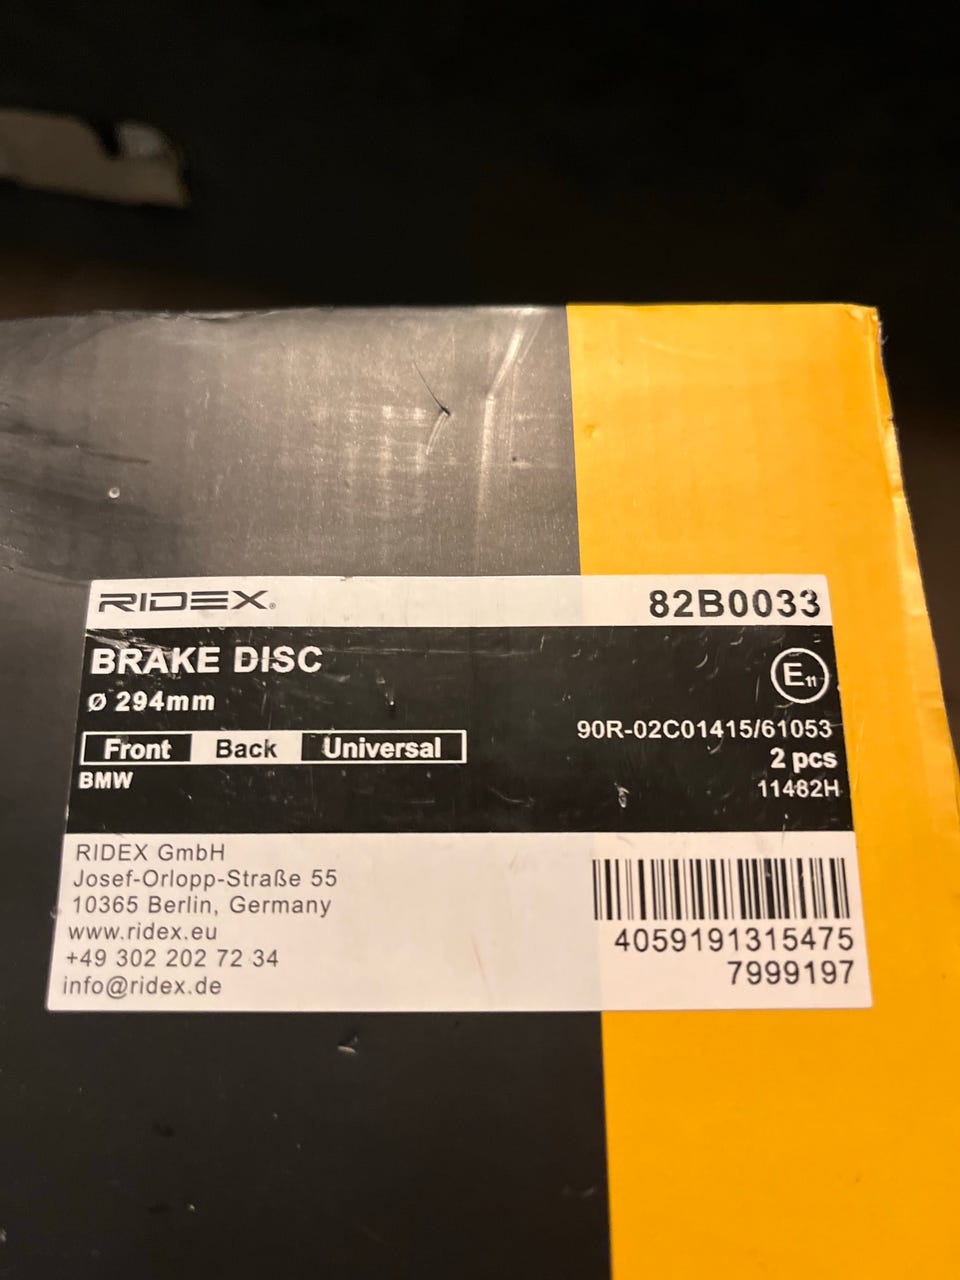 RIDEX®
82B0033
BRAKE DISC
Ø 294mm
E11
90R-02C01415/61053
Front Back Universal
2 pcs
BMW
11482H
RIDEX GmbH
Josef-Orlopp-Straße 55
10365 Berlin, Germany
www.ridex.eu
+49 302 202 72 34
info@ridex.de
4059191315475
7999197